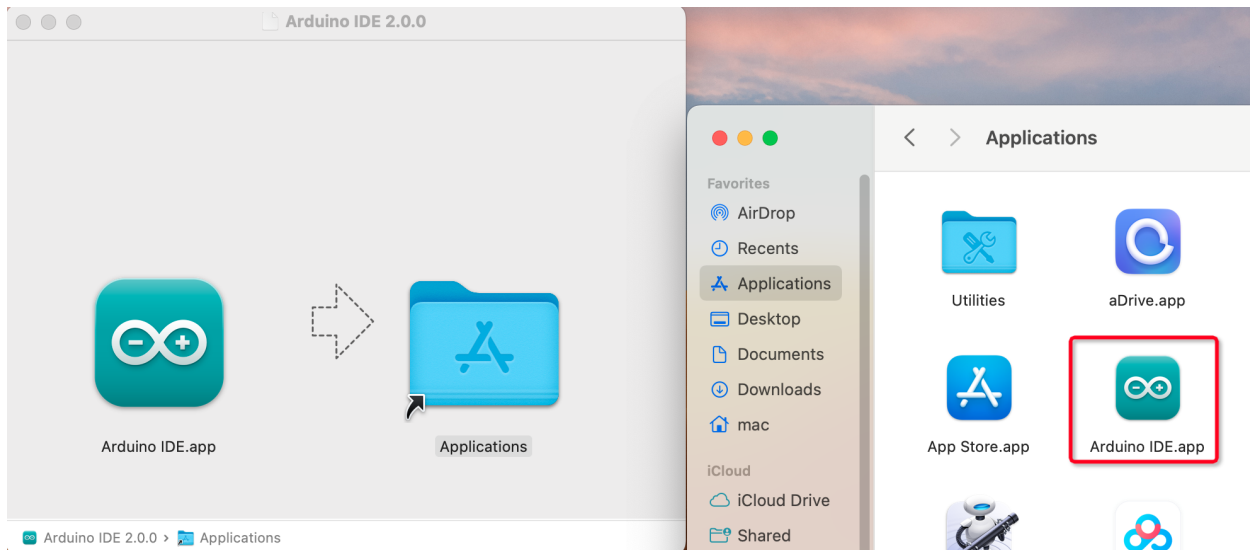 Arduino IDE 2.0.0
Arduino IDE.app
Applications
Arduino IDE 2.0.0 › Applications
Applications
Favorites
AirDrop
Recents
Applications
Desktop
Documents
Downloads
mac
iCloud
iCloud Drive
Shared
Utilities
aDrive.app
App Store.app
Arduino IDE.app